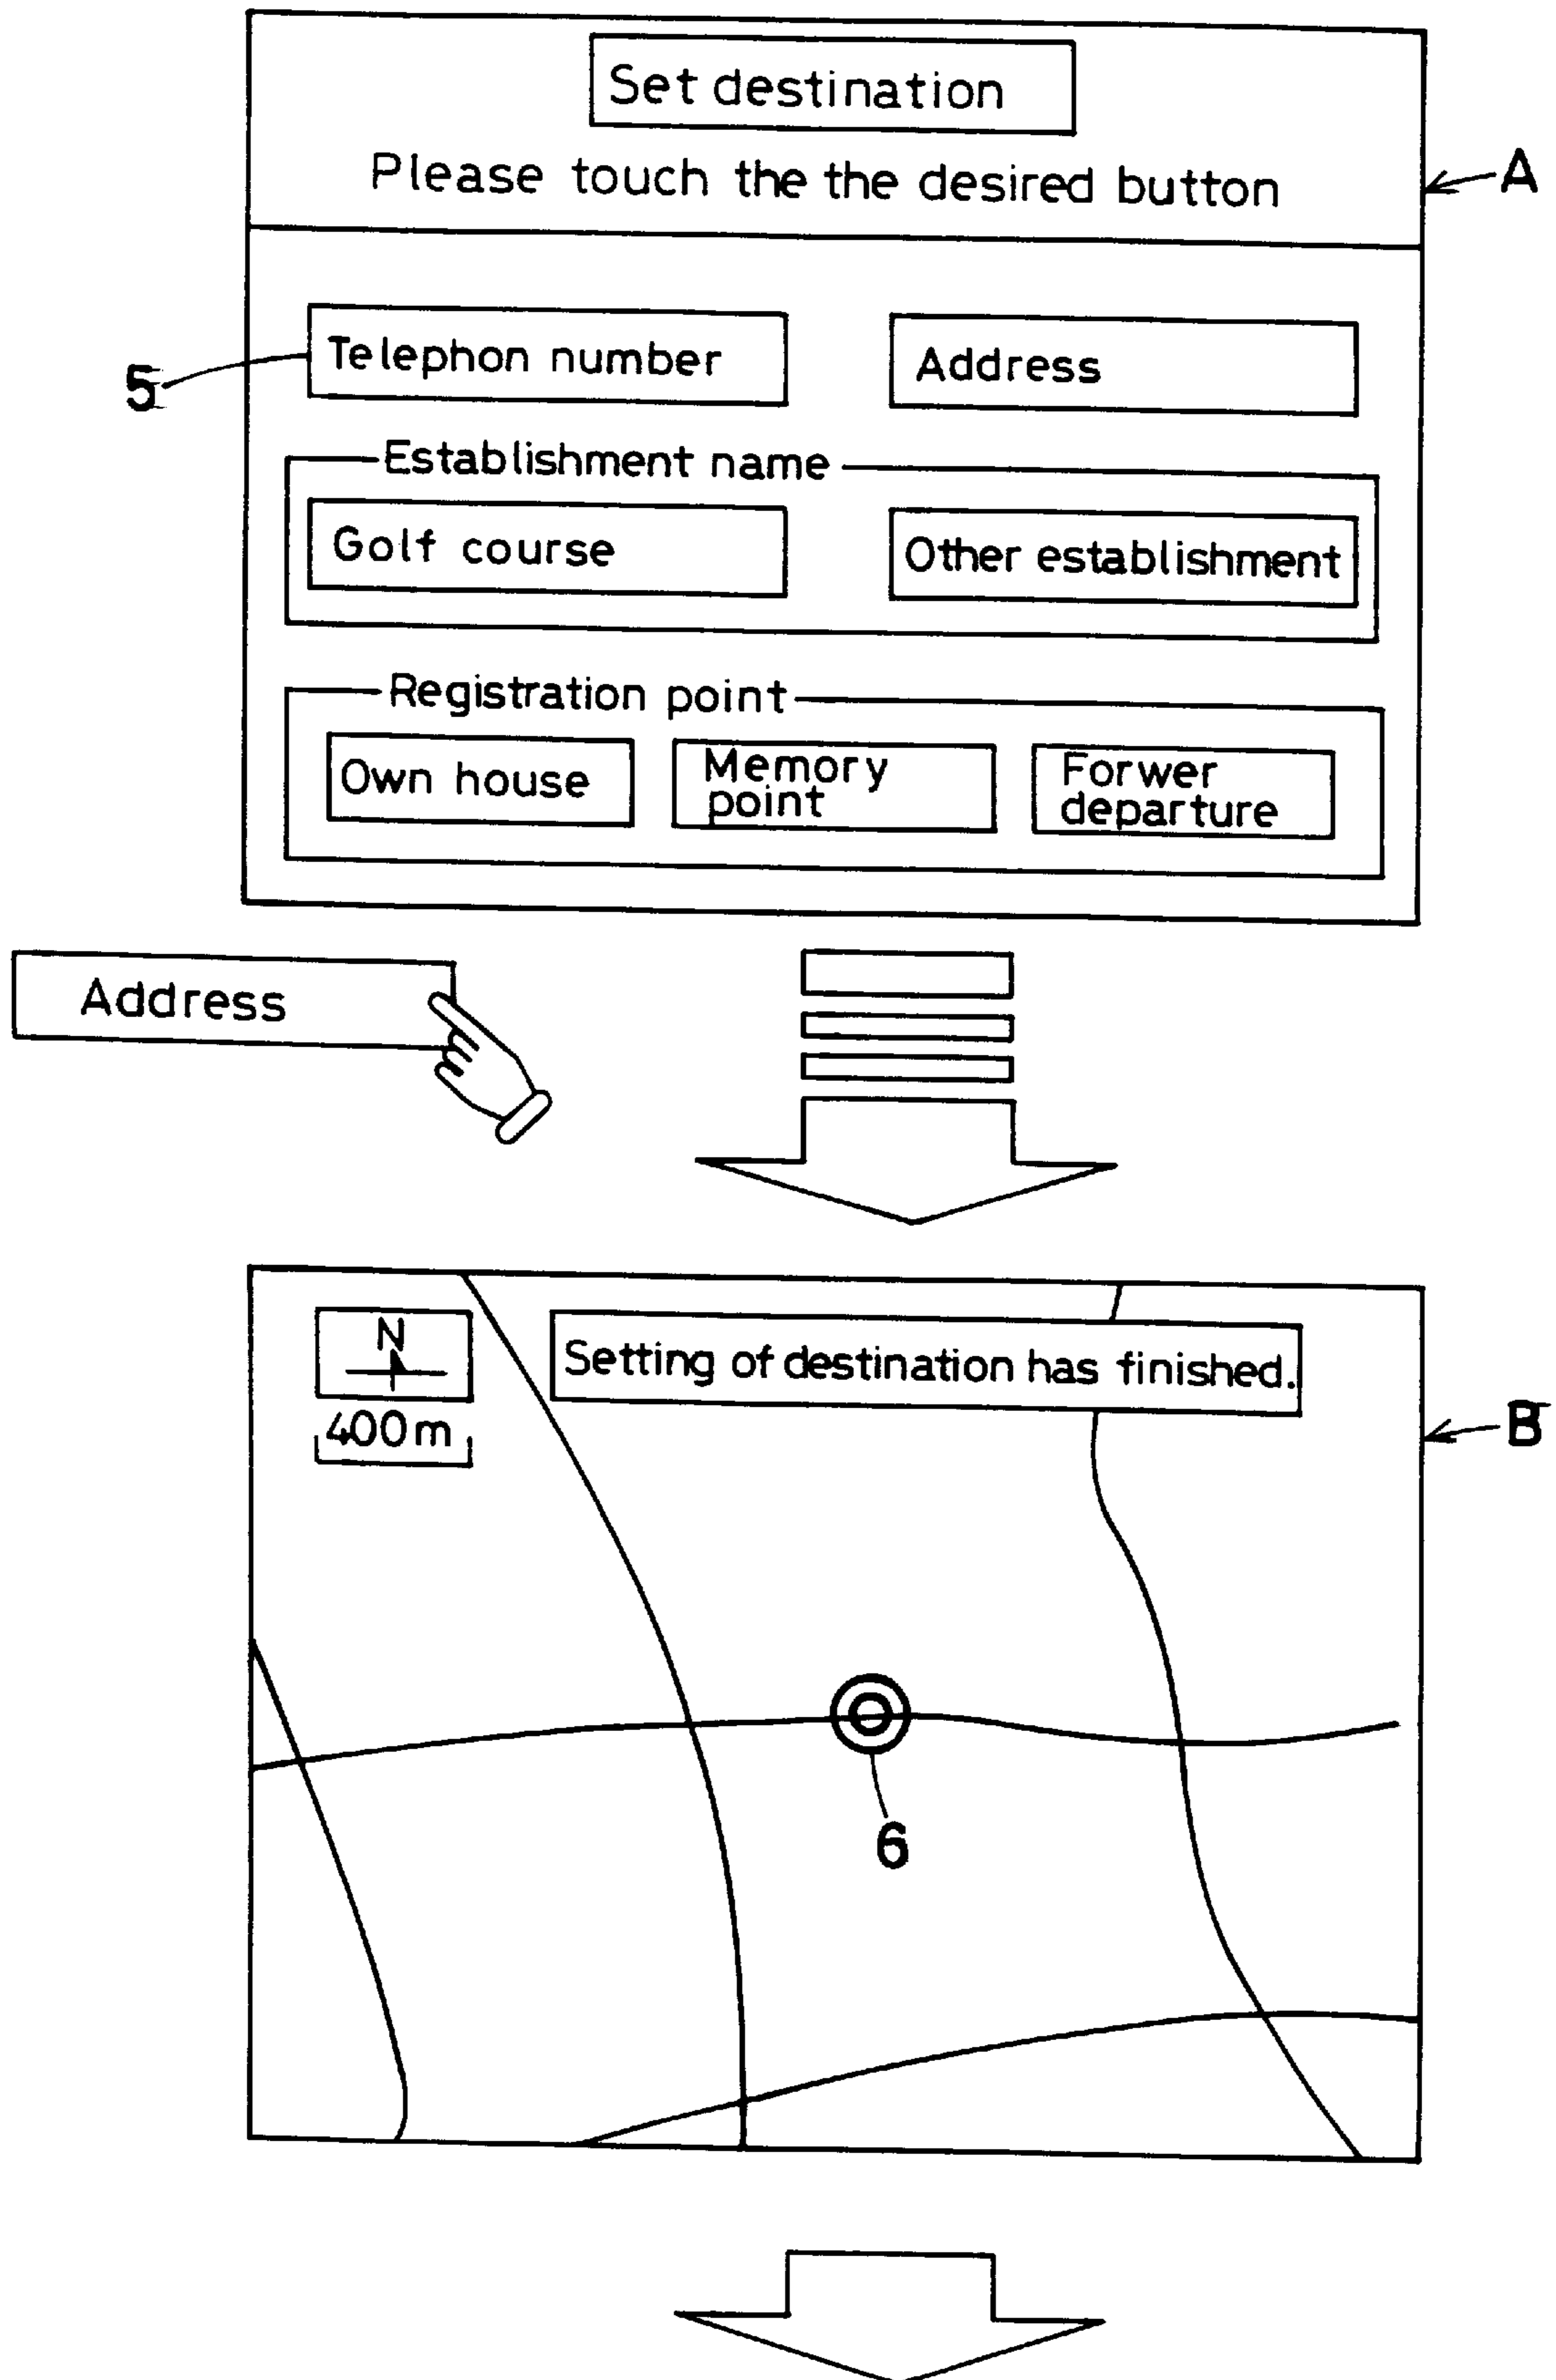 Set destination
Please touch the the desired button
A
5
Telephon number
Address
Establishment name
Golf course
Other establishment
Registration point
Own house
Memory
point
Forwer
departure
Address
N
400m
Setting of destination has finished.
B
6